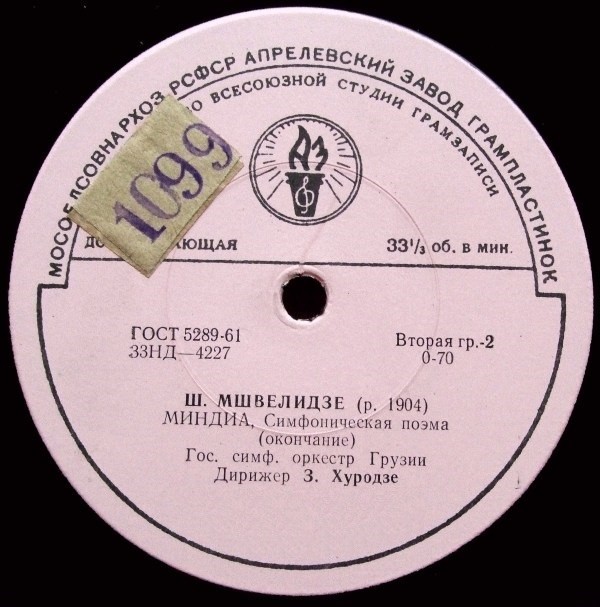 МОСОБЛСОВНАРХОЗ РСФСР АПРЕЛЕВСКИЙ ЗАВОД ГРАМПЛАСТИНОК
ВСЕСОЮЗНОЙ СТУДИИ ГРАМЗАПИСИ
1099
АЗ
33⅓ об. в мин.
ГОСТ 5289-61
33НД—4227
Вторая гр.-2
0-70
Ш. МШВЕЛИДЗЕ (р. 1904)
МИНДИА, Симфоническая поэма
(окончание)
Гос. симф. оркестр Грузии
Дирижер З. Хуродзе